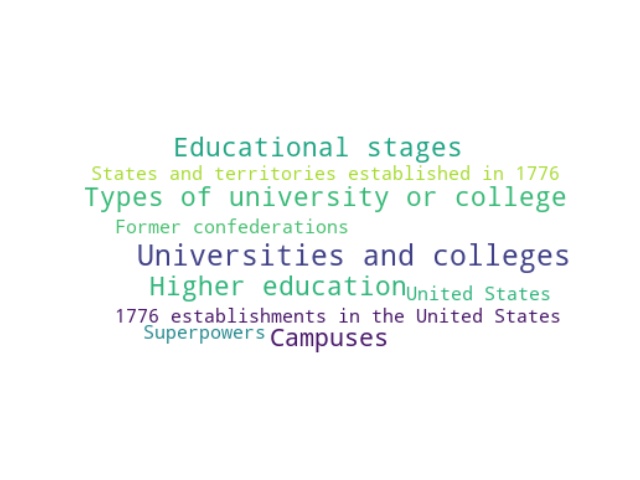 Educational stages
States and territories established in 1776
Types of university or college
Former confederations
Universities and colleges
Higher education
United States
1776 establishments in the United States
Superpowers
Campuses